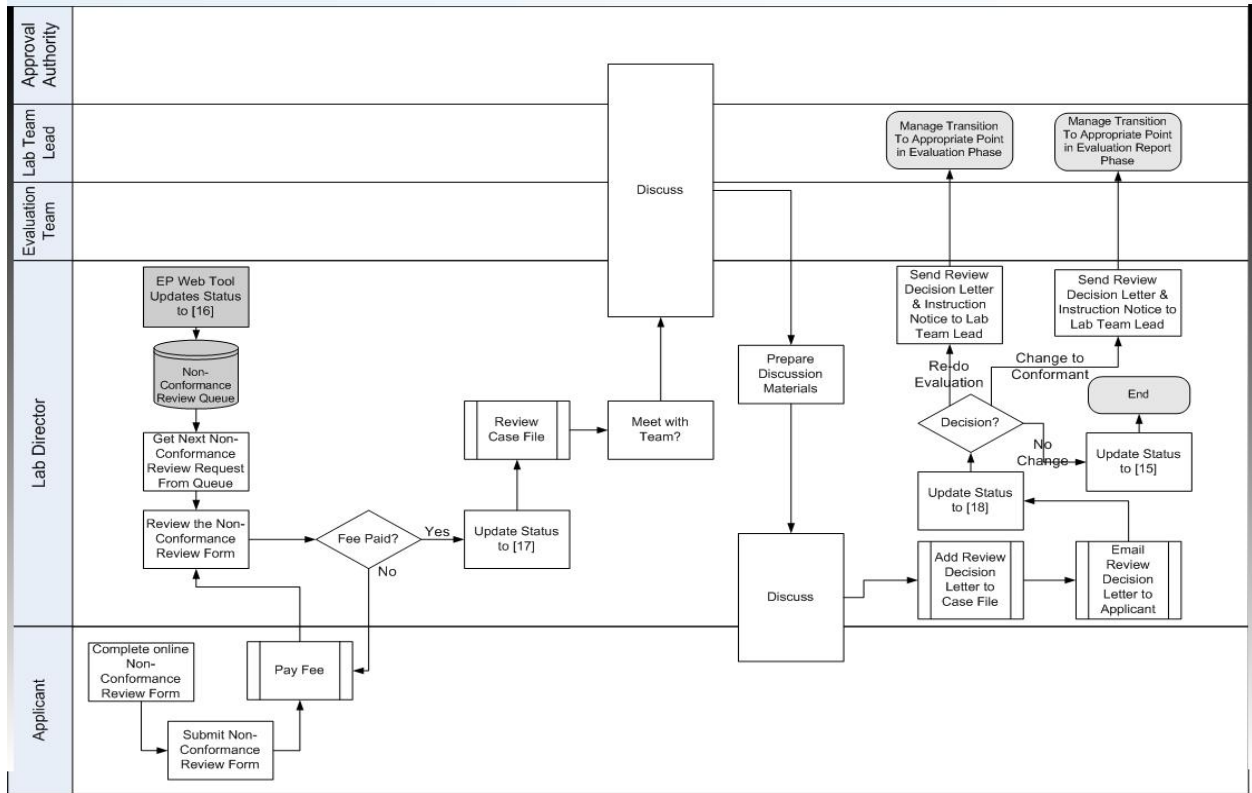 Approval
Authority
Lab Team
Lead
Evaluation
Team
Lab Director
Applicant
EP Web Tool
Updates Status
to [16]
Non-
Conformance
Review Queue
Get Next Non-
Conformance
Review Request
From Queue
Review the Non-
Conformance
Review Form
Complete online
Non-
Conformance
Review Form
Submit Non-
Conformance
Review Form
Pay Fee
Fee Paid?
Yes
No
Update Status
to [17]
Review
Case File
Meet with
Team?
Discuss
Prepare
Discussion
Materials
Discuss
Add Review
Decision
Letter to
Case File
Email
Review
Decision
Letter to
Applicant
Update Status
to [18]
Decision?
Re-do
Evaluation
Change to
Conformant
No
Change
Update Status
to [15]
End
Send Review
Decision Letter
& Instruction
Notice to Lab
Team Lead
Send Review
Decision Letter &
Instruction Notice to
Lab Team Lead
Manage Transition
To Appropriate Point
in Evaluation Phase
Manage Transition
To Appropriate Point
in Evaluation Report
Phase